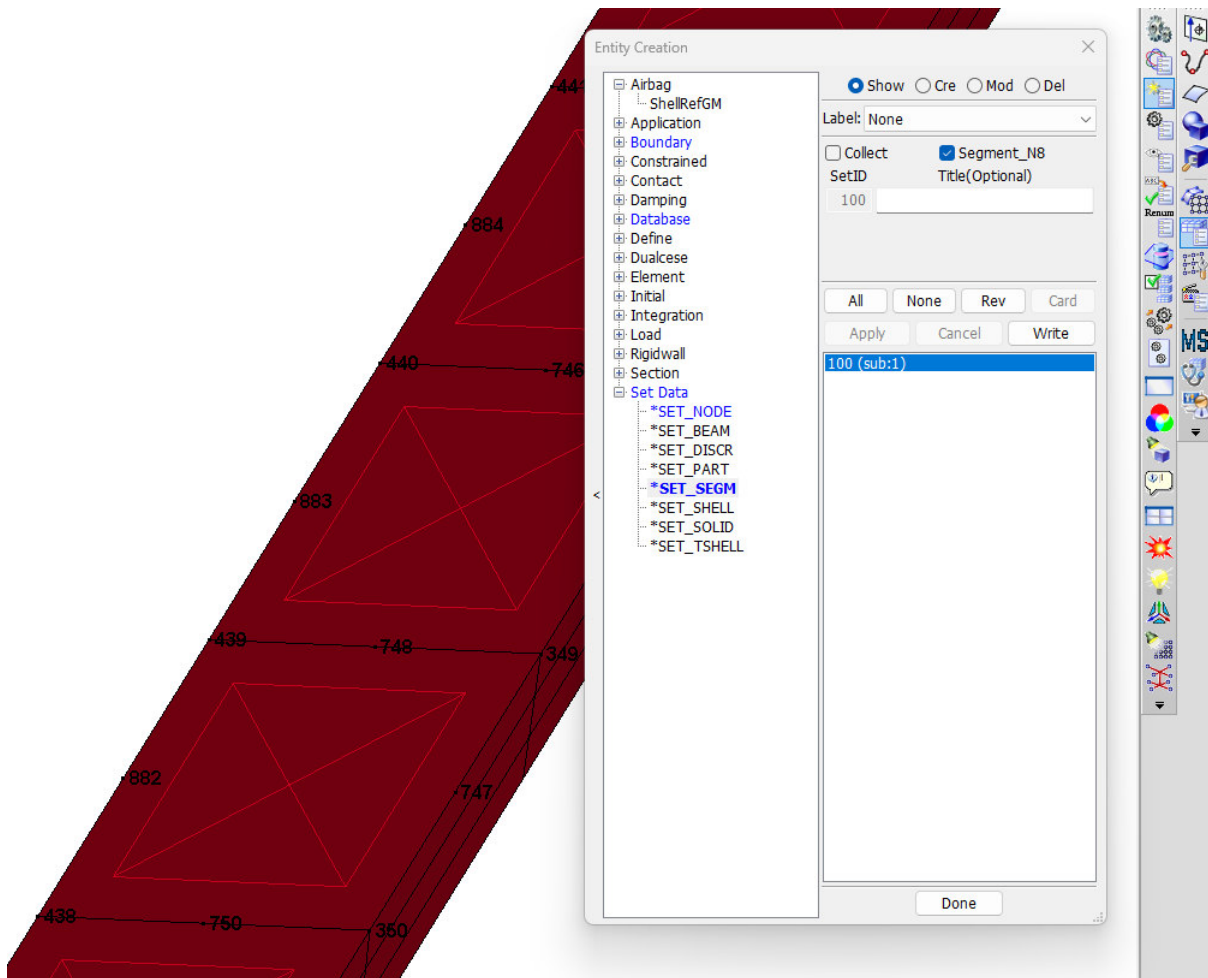 Entity Creation
Airbag
ShellRefGM
Application
Boundary
Constrained
Contact
Damping
Database
Define
Dualcese
Element
Initial
Integration
Load
Rigidwall
Section
Set Data
*SET_NODE
*SET_BEAM
*SET_DISCR
*SET_PART
*SET_SEGM
*SET_SHELL
*SET_SOLID
*SET_TSHELL
<
Show Cre Mod Del
Label: None
Collect Segment_N8
SetID Title(Optional)
100
All None Rev Card
Apply Cancel Write
100 (sub:1)
Done
441
884
440 746
883
439 748 349
882 747
438 750 350
Renum
MS